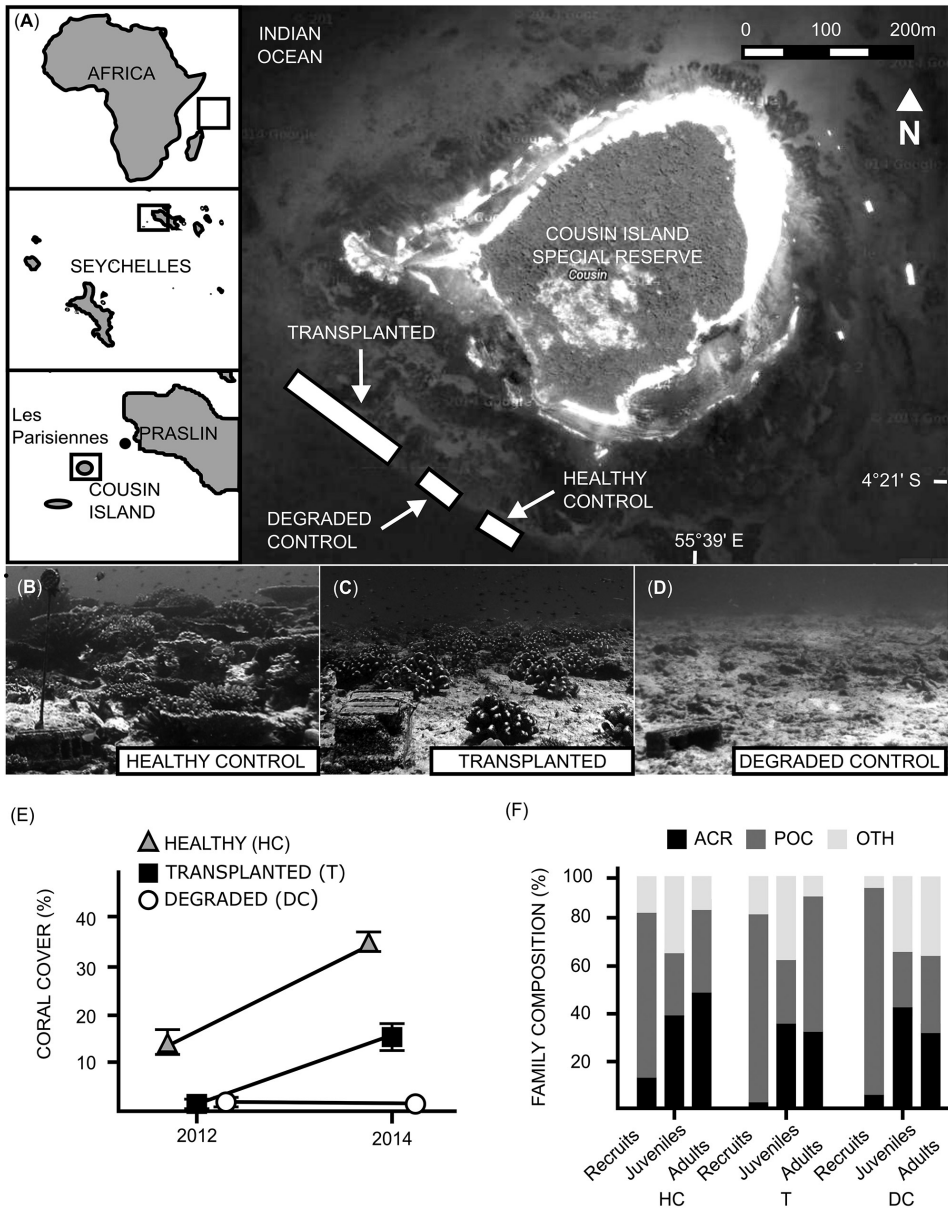 (A)
AFRICA
SEYCHELLES
Les
Parisiennes
PRASLIN
COUSIN
ISLAND
INDIAN
OCEAN
0 100 200m
N
COUSIN ISLAND
SPECIAL RESERVE
Cousin
TRANSPLANTED
DEGRADED
CONTROL
HEALTHY
CONTROL
4°21' S
55°39' E
(B)
HEALTHY CONTROL
(C)
TRANSPLANTED
(D)
DEGRADED CONTROL
(E)
HEALTHY (HC)
TRANSPLANTED (T)
DEGRADED (DC)
CORAL COVER (%)
40
30
20
10
2012 2014
(F)
ACR POC OTH
FAMILY COMPOSITION (%)
100
80
60
40
20
Recruits Juveniles Adults Recruits Juveniles Adults Recruits Juveniles Adults
HC T DC